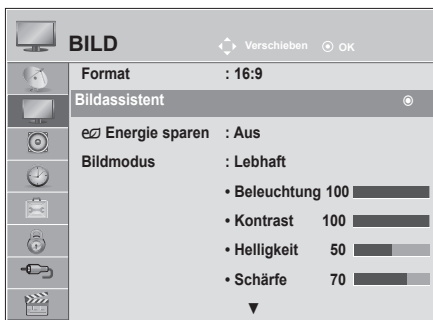 BILD Verschieben OK
Format : 16:9
Bildassistent
Energie sparen : Aus
Bildmodus : Lebhaft
• Beleuchtung 100
• Kontrast 100
• Helligkeit 50
• Schärfe 70